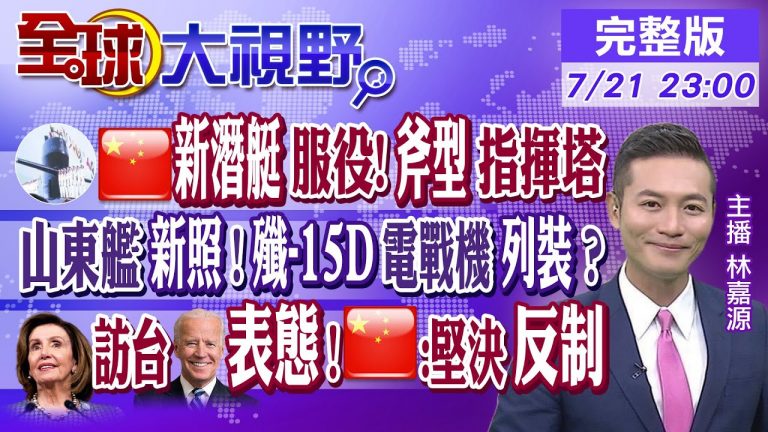 全球大視野
完整版
7/21 23:00
新潛艇 服役! 斧型 指揮塔
山東艦 新照! 殲-15D 電戰機 列裝?
訪台 表態! :堅決 反制
主播 林嘉源